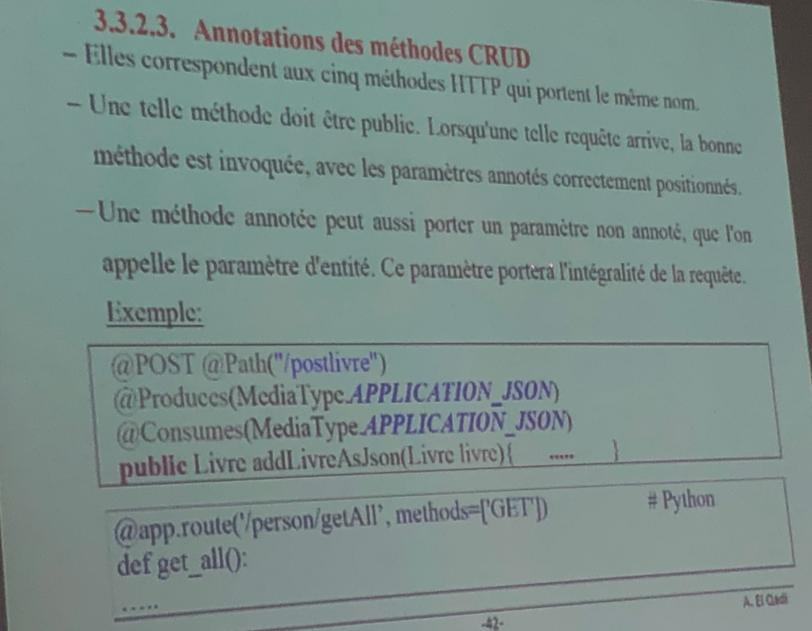 3.3.2.3. Annotations des méthodes CRUD
– Elles correspondent aux cinq méthodes HTTP qui portent le même nom.
– Une telle méthode doit être public. Lorsqu'une telle requête arrive, la bonne
méthode est invoquée, avec les paramètres annotés correctement positionnés.
– Une méthode annotée peut aussi porter un paramètre non annoté, que l'on
appelle le paramètre d'entité. Ce paramètre portera l'intégralité de la requête.
Exemple:
@POST @Path("/postlivre")
@Produces(MediaType.APPLICATION_JSON)
@Consumes(MediaType.APPLICATION_JSON)
public Livre addLivreAsJson(Livre livre){ ..... }
@app.route('/person/getAll', methods=['GET']) # Python
def get_all():
.....
A. El Qadi
-42-